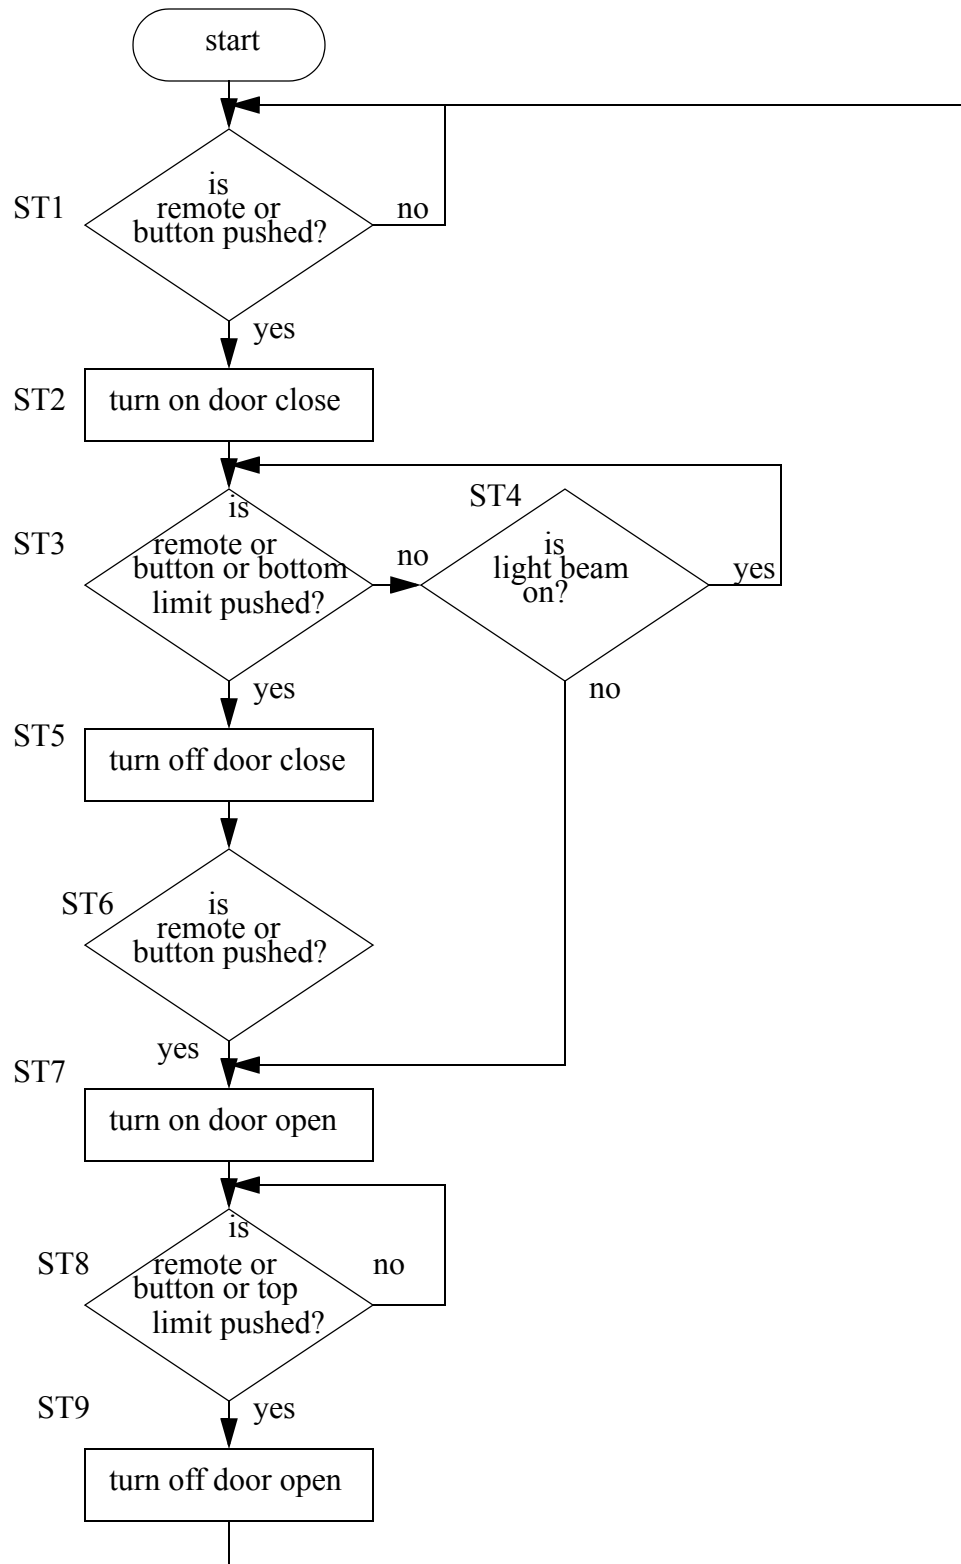 start
is
ST1
remote or
no
button pushed?
yes
ST2
turn on door close
ST4
is
ST3
remote or
is
no
button or bottom
light beam
yes
on?
limit pushed?
yes
no
ST5
turn off door close
ST6
is
remote or
button pushed?
yes
ST7
turn on door open
is
ST8
remote or
no
button or top
limit pushed?
ST9
yes
turn off door open